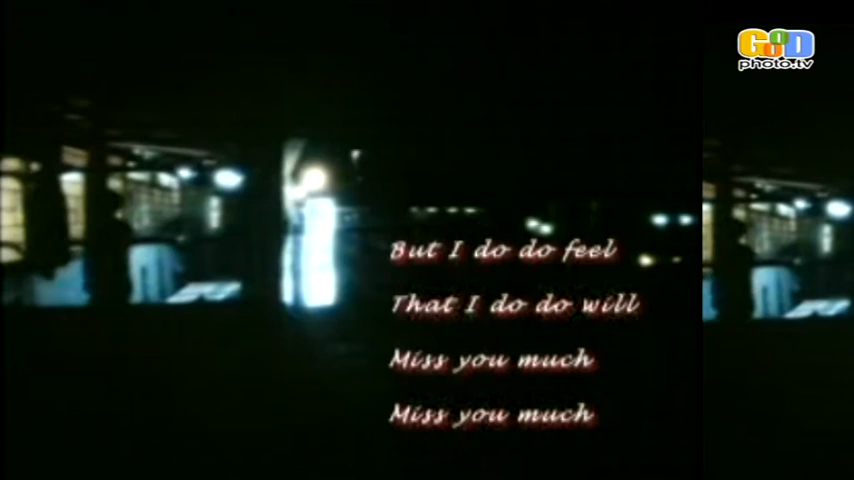 GOOD
photo.tv
But I do do feel
That I do do will
Miss you much
Miss you much